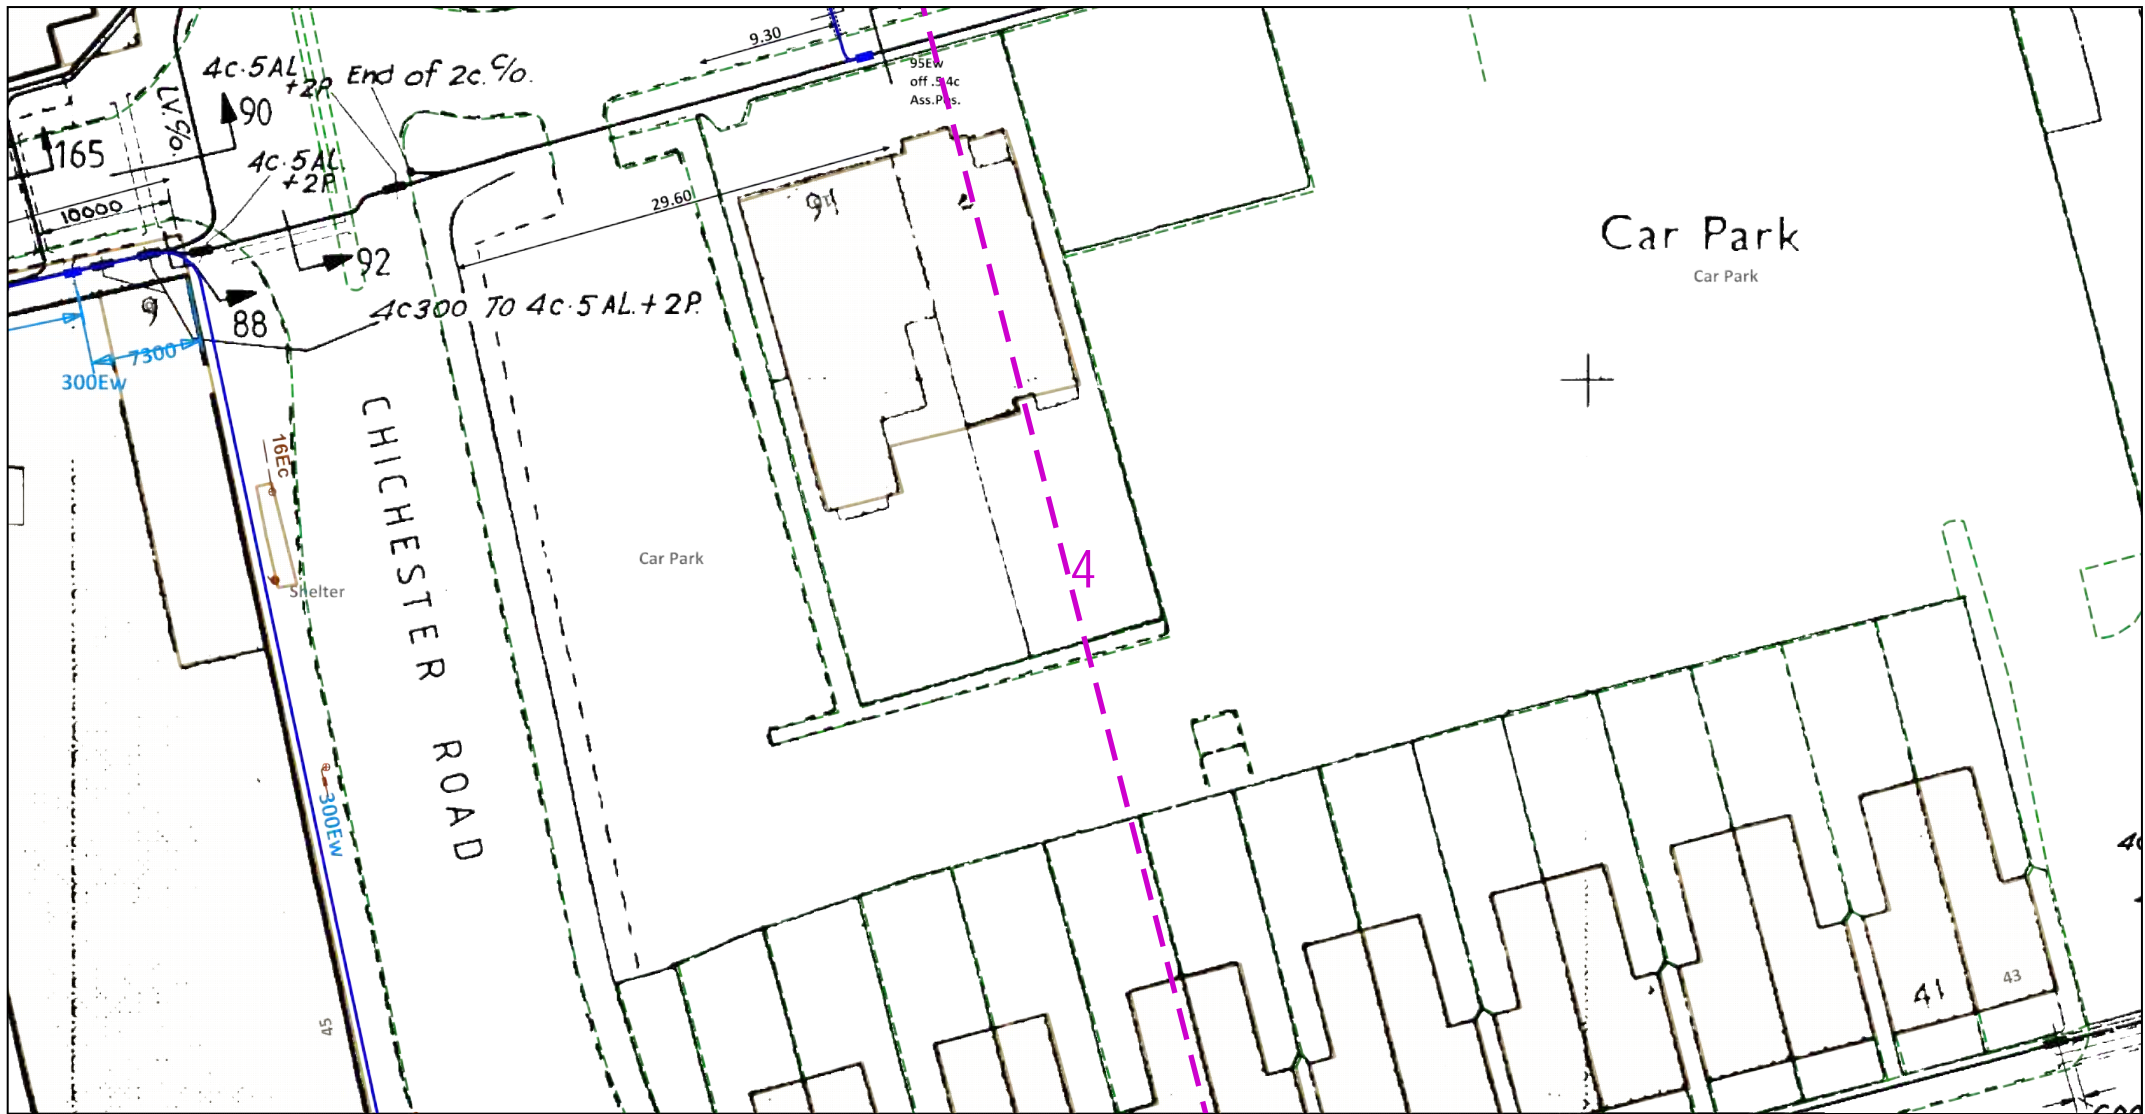 9.30
4c·5AL
+2P
End of 2c.C/o.
95Ew
off .5 4c
Ass.Pos.
LV.C/o.
90
165
4c·5AL
+2P
10000
29.60
91
92
Car Park
Car Park
88
4c300 TO 4c·5AL.+2P.
7300
300Ew
CHICHESTER ROAD
16Ec
Car Park
Shelter
4
300Ew
45
41
43